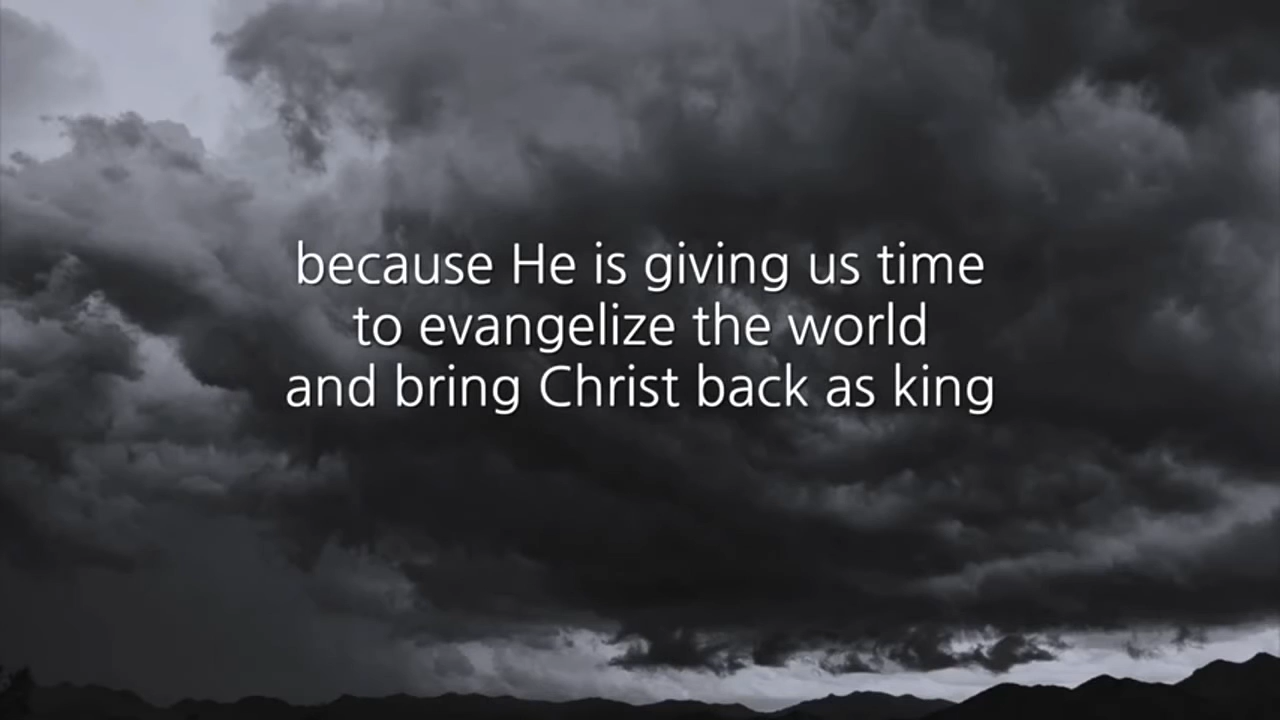 because He is giving us time
to evangelize the world
and bring Christ back as king